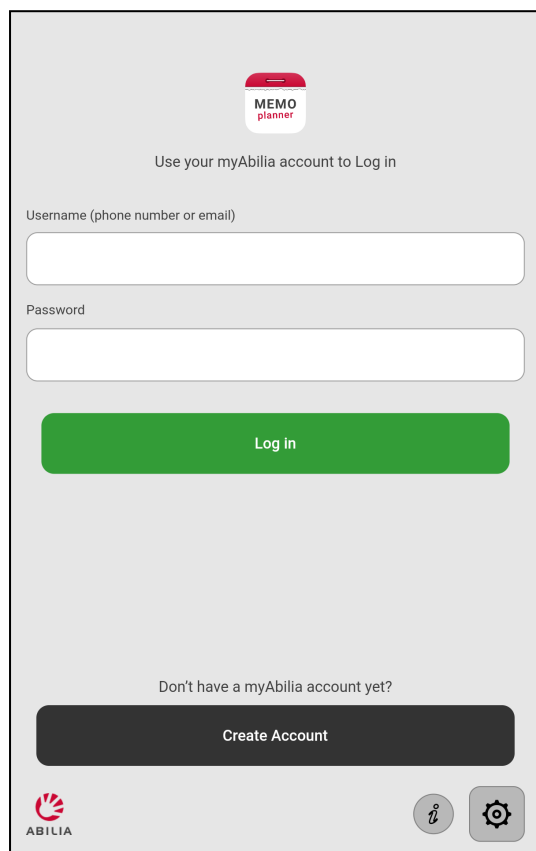 MEMO
planner
Use your myAbilia account to Log in
Username (phone number or email)
Password
Log in
Don’t have a myAbilia account yet?
Create Account
ABILIA
i